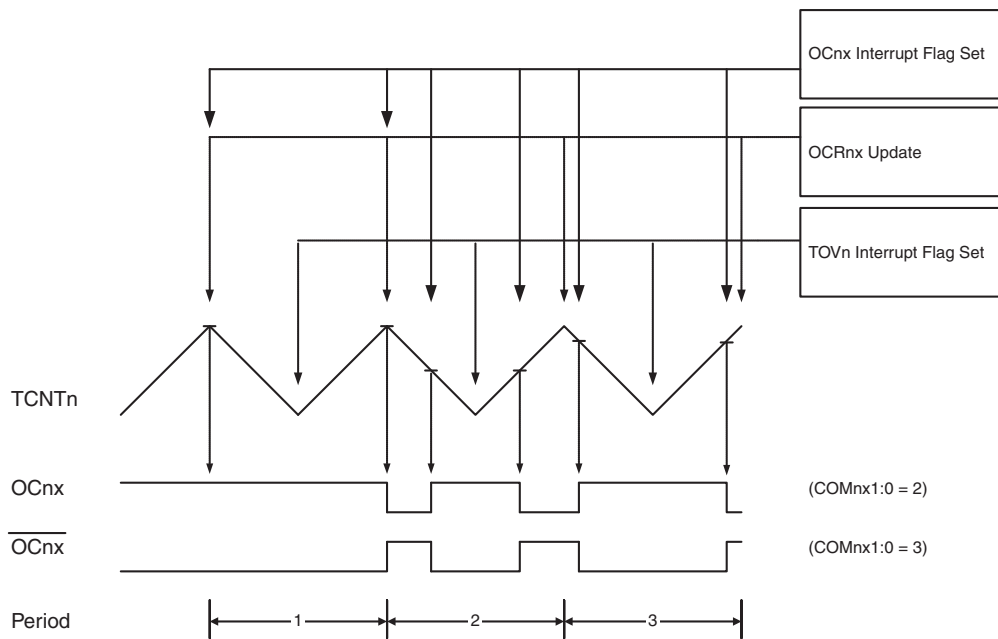 OCnx Interrupt Flag Set
OCRnx Update
TOVn Interrupt Flag Set
TCNTn
OCnx (COMnx1:0 = 2)
OCnx (COMnx1:0 = 3)
Period 1 2 3